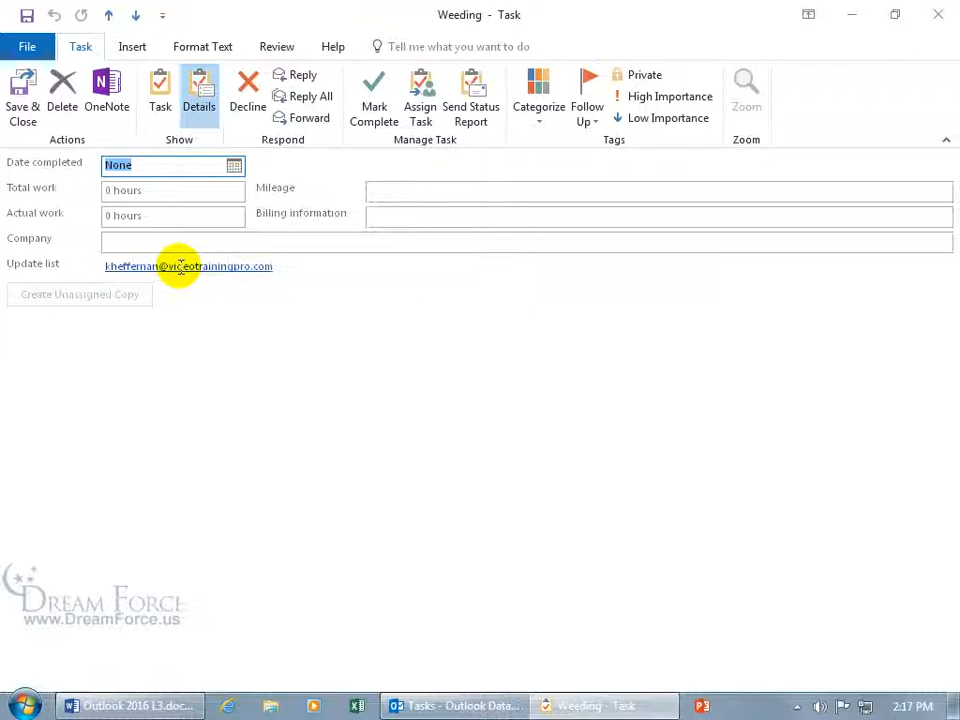 Weeding - Task
File Task Insert Format Text Review Help Tell me what you want to do
Save & Close Delete OneNote Task Details Decline Reply Reply All Forward Mark Complete Assign Task Send Status Report Categorize Follow Up Private High Importance Low Importance Zoom
Actions Show Respond Manage Task Tags Zoom
Date completed None
Total work 0 hours Mileage
Actual work 0 hours Billing information
Company
Update list kheffernan@videotrainingpro.com
Create Unassigned Copy
DREAM FORCE
www.DreamForce.us
Outlook 2016 L3.doc... Tasks - Outlook Data... Weeding - Task 2:17 PM